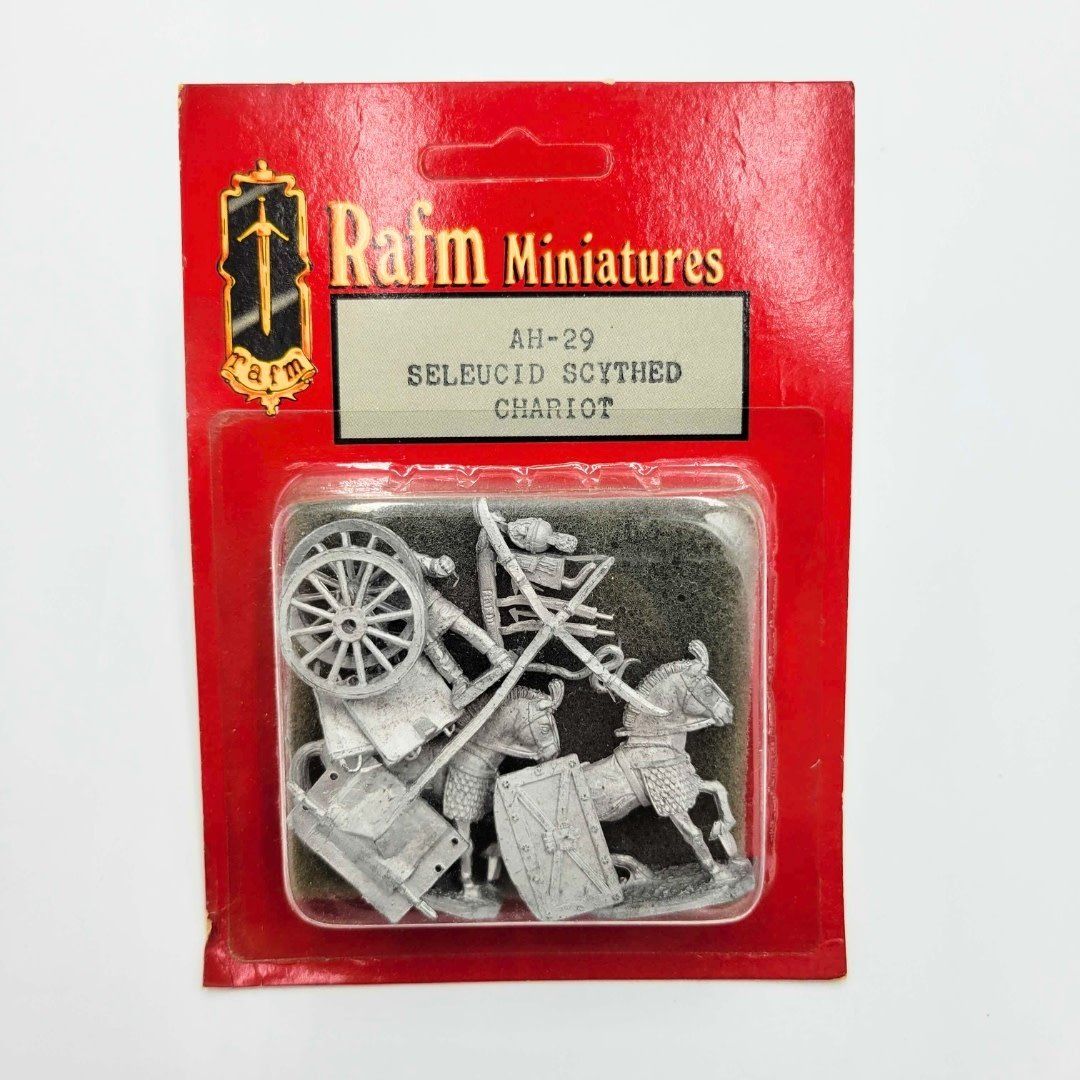 Rafm Miniatures
rafm
AH-29
SELEUCID SCYTHED
CHARIOT